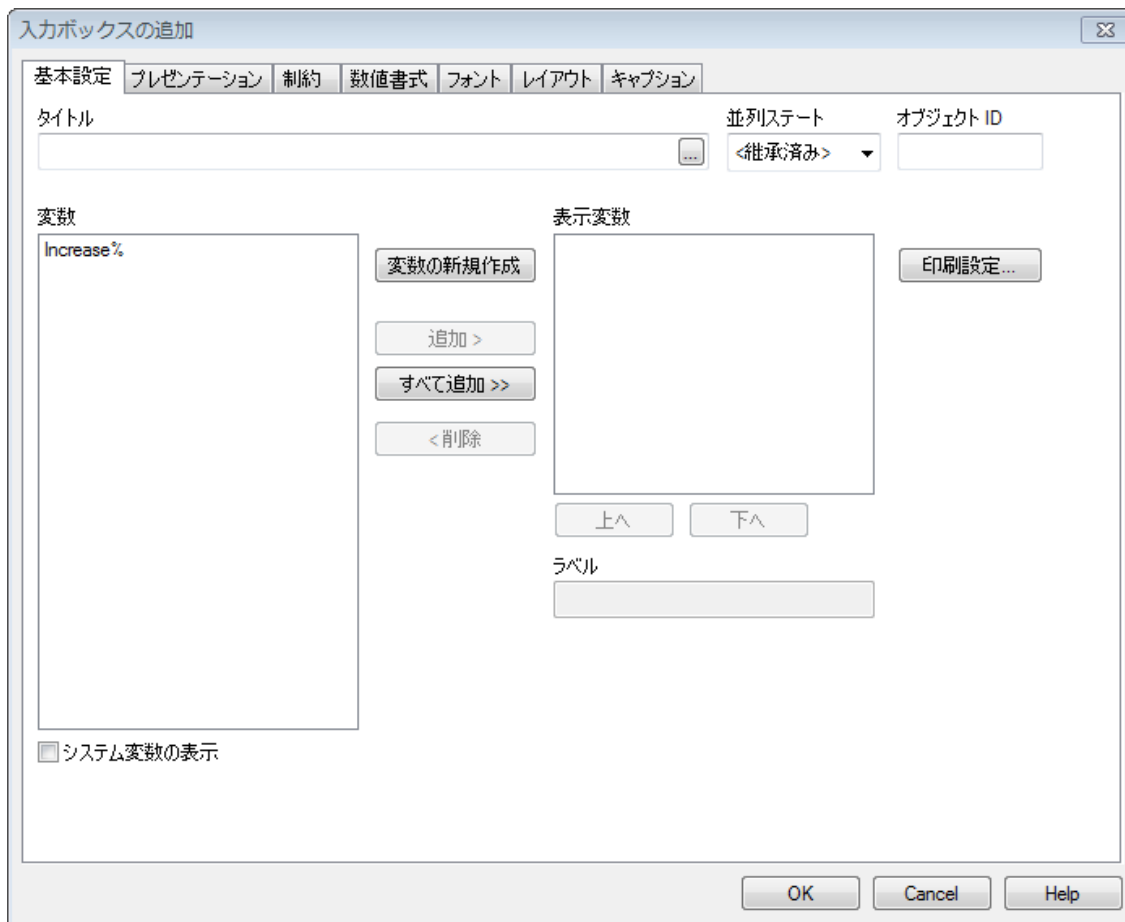 入力ボックスの追加
基本設定 プレゼンテーション 制約 数値書式 フォント レイアウト キャプション
タイトル 並列ステート オブジェクト ID
... <継承済み>
変数 表示変数
Increase%
変数の新規作成 印刷設定...
追加 >
すべて追加 >>
< 削除
上へ 下へ
ラベル
システム変数の表示
OK Cancel Help